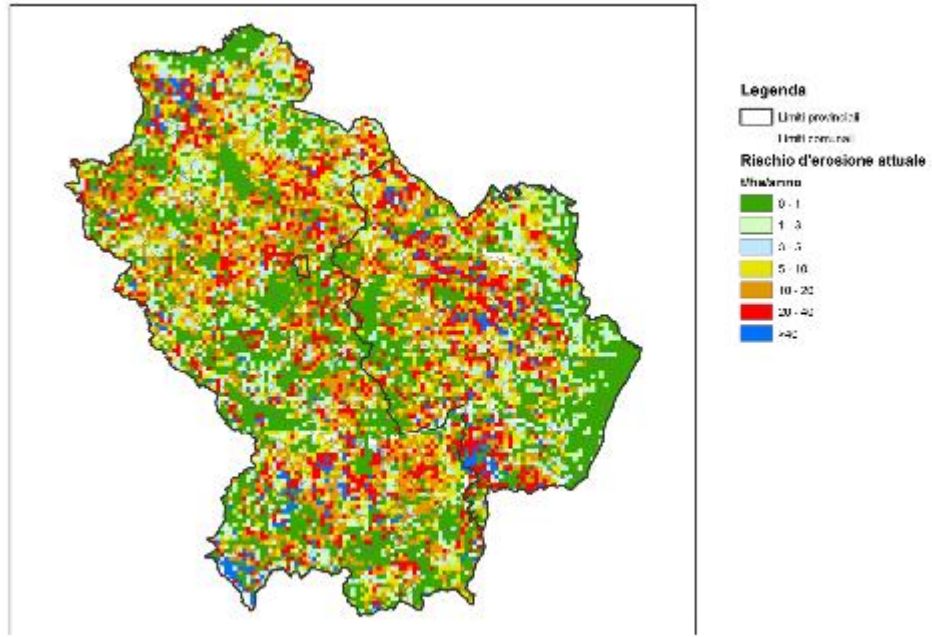 Legenda
Limiti provinciali
Limiti comunali
Rischio d'erosione attuale
t/ha/anno
0 - 1
1 - 3
3 - 5
5 - 10
10 - 20
20 - 40
>40